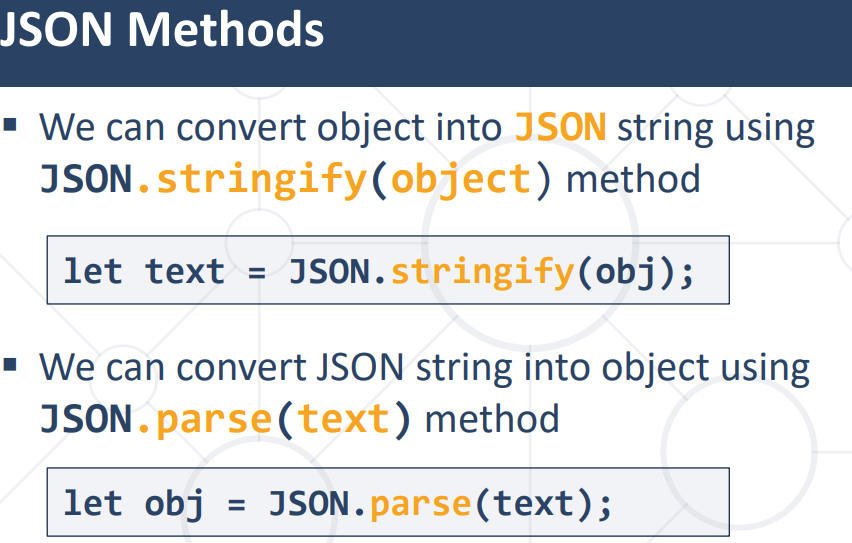 JSON Methods
▪ We can convert object into JSON string using
JSON.stringify(object) method
let text = JSON.stringify(obj);
▪ We can convert JSON string into object using
JSON.parse(text) method
let obj = JSON.parse(text);